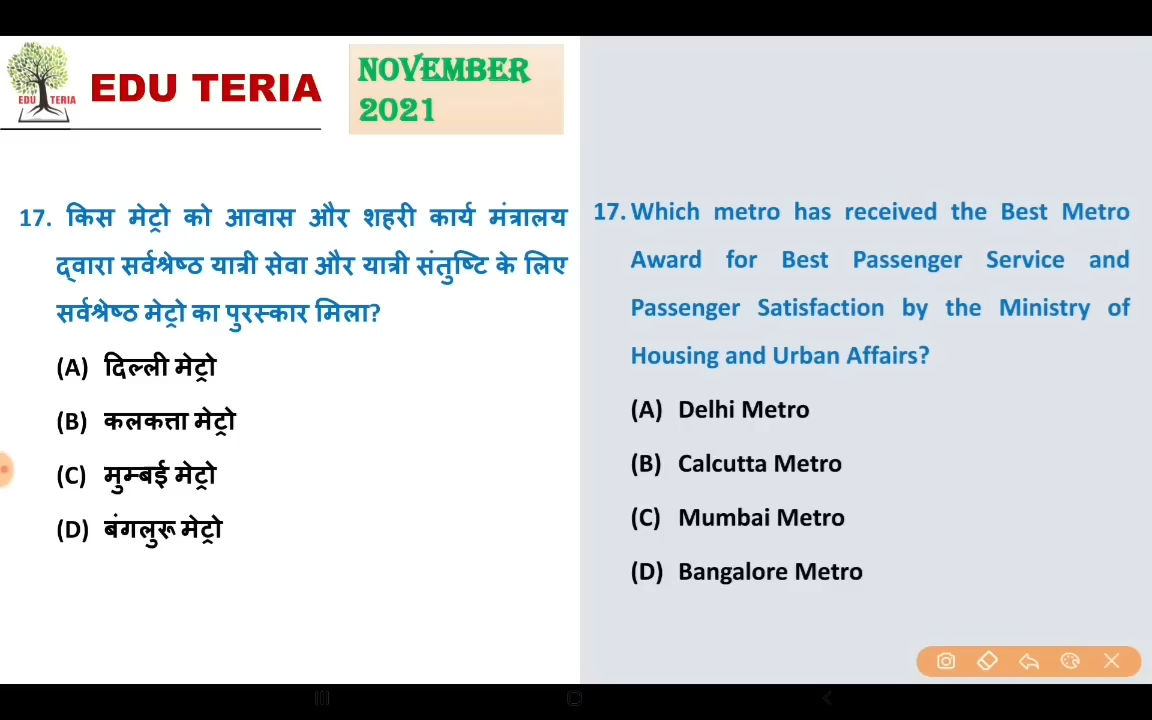 EDU TERIA
EDU TERIA
NOVEMBER
2021
17. किस मेट्रो को आवास और शहरी कार्य मंत्रालय
द्वारा सर्वश्रेष्ठ यात्री सेवा और यात्री संतुष्टि के लिए
सर्वश्रेष्ठ मेट्रो का पुरस्कार मिला?
(A) दिल्ली मेट्रो
(B) कलकत्ता मेट्रो
(C) मुम्बई मेट्रो
(D) बंगलुरू मेट्रो
17. Which metro has received the Best Metro
Award for Best Passenger Service and
Passenger Satisfaction by the Ministry of
Housing and Urban Affairs?
(A) Delhi Metro
(B) Calcutta Metro
(C) Mumbai Metro
(D) Bangalore Metro